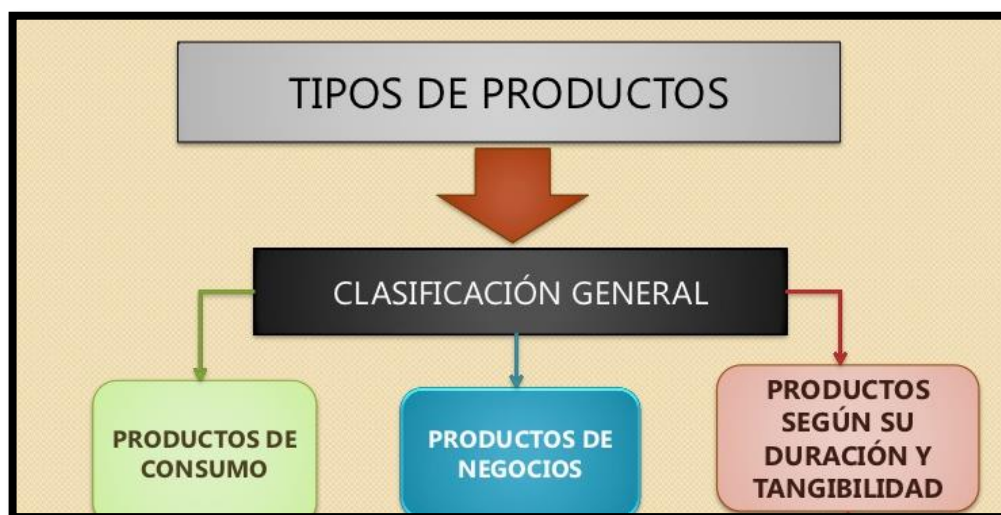 TIPOS DE PRODUCTOS
CLASIFICACIÓN GENERAL
PRODUCTOS DE
CONSUMO
PRODUCTOS DE
NEGOCIOS
PRODUCTOS
SEGÚN SU
DURACIÓN Y
TANGIBILIDAD